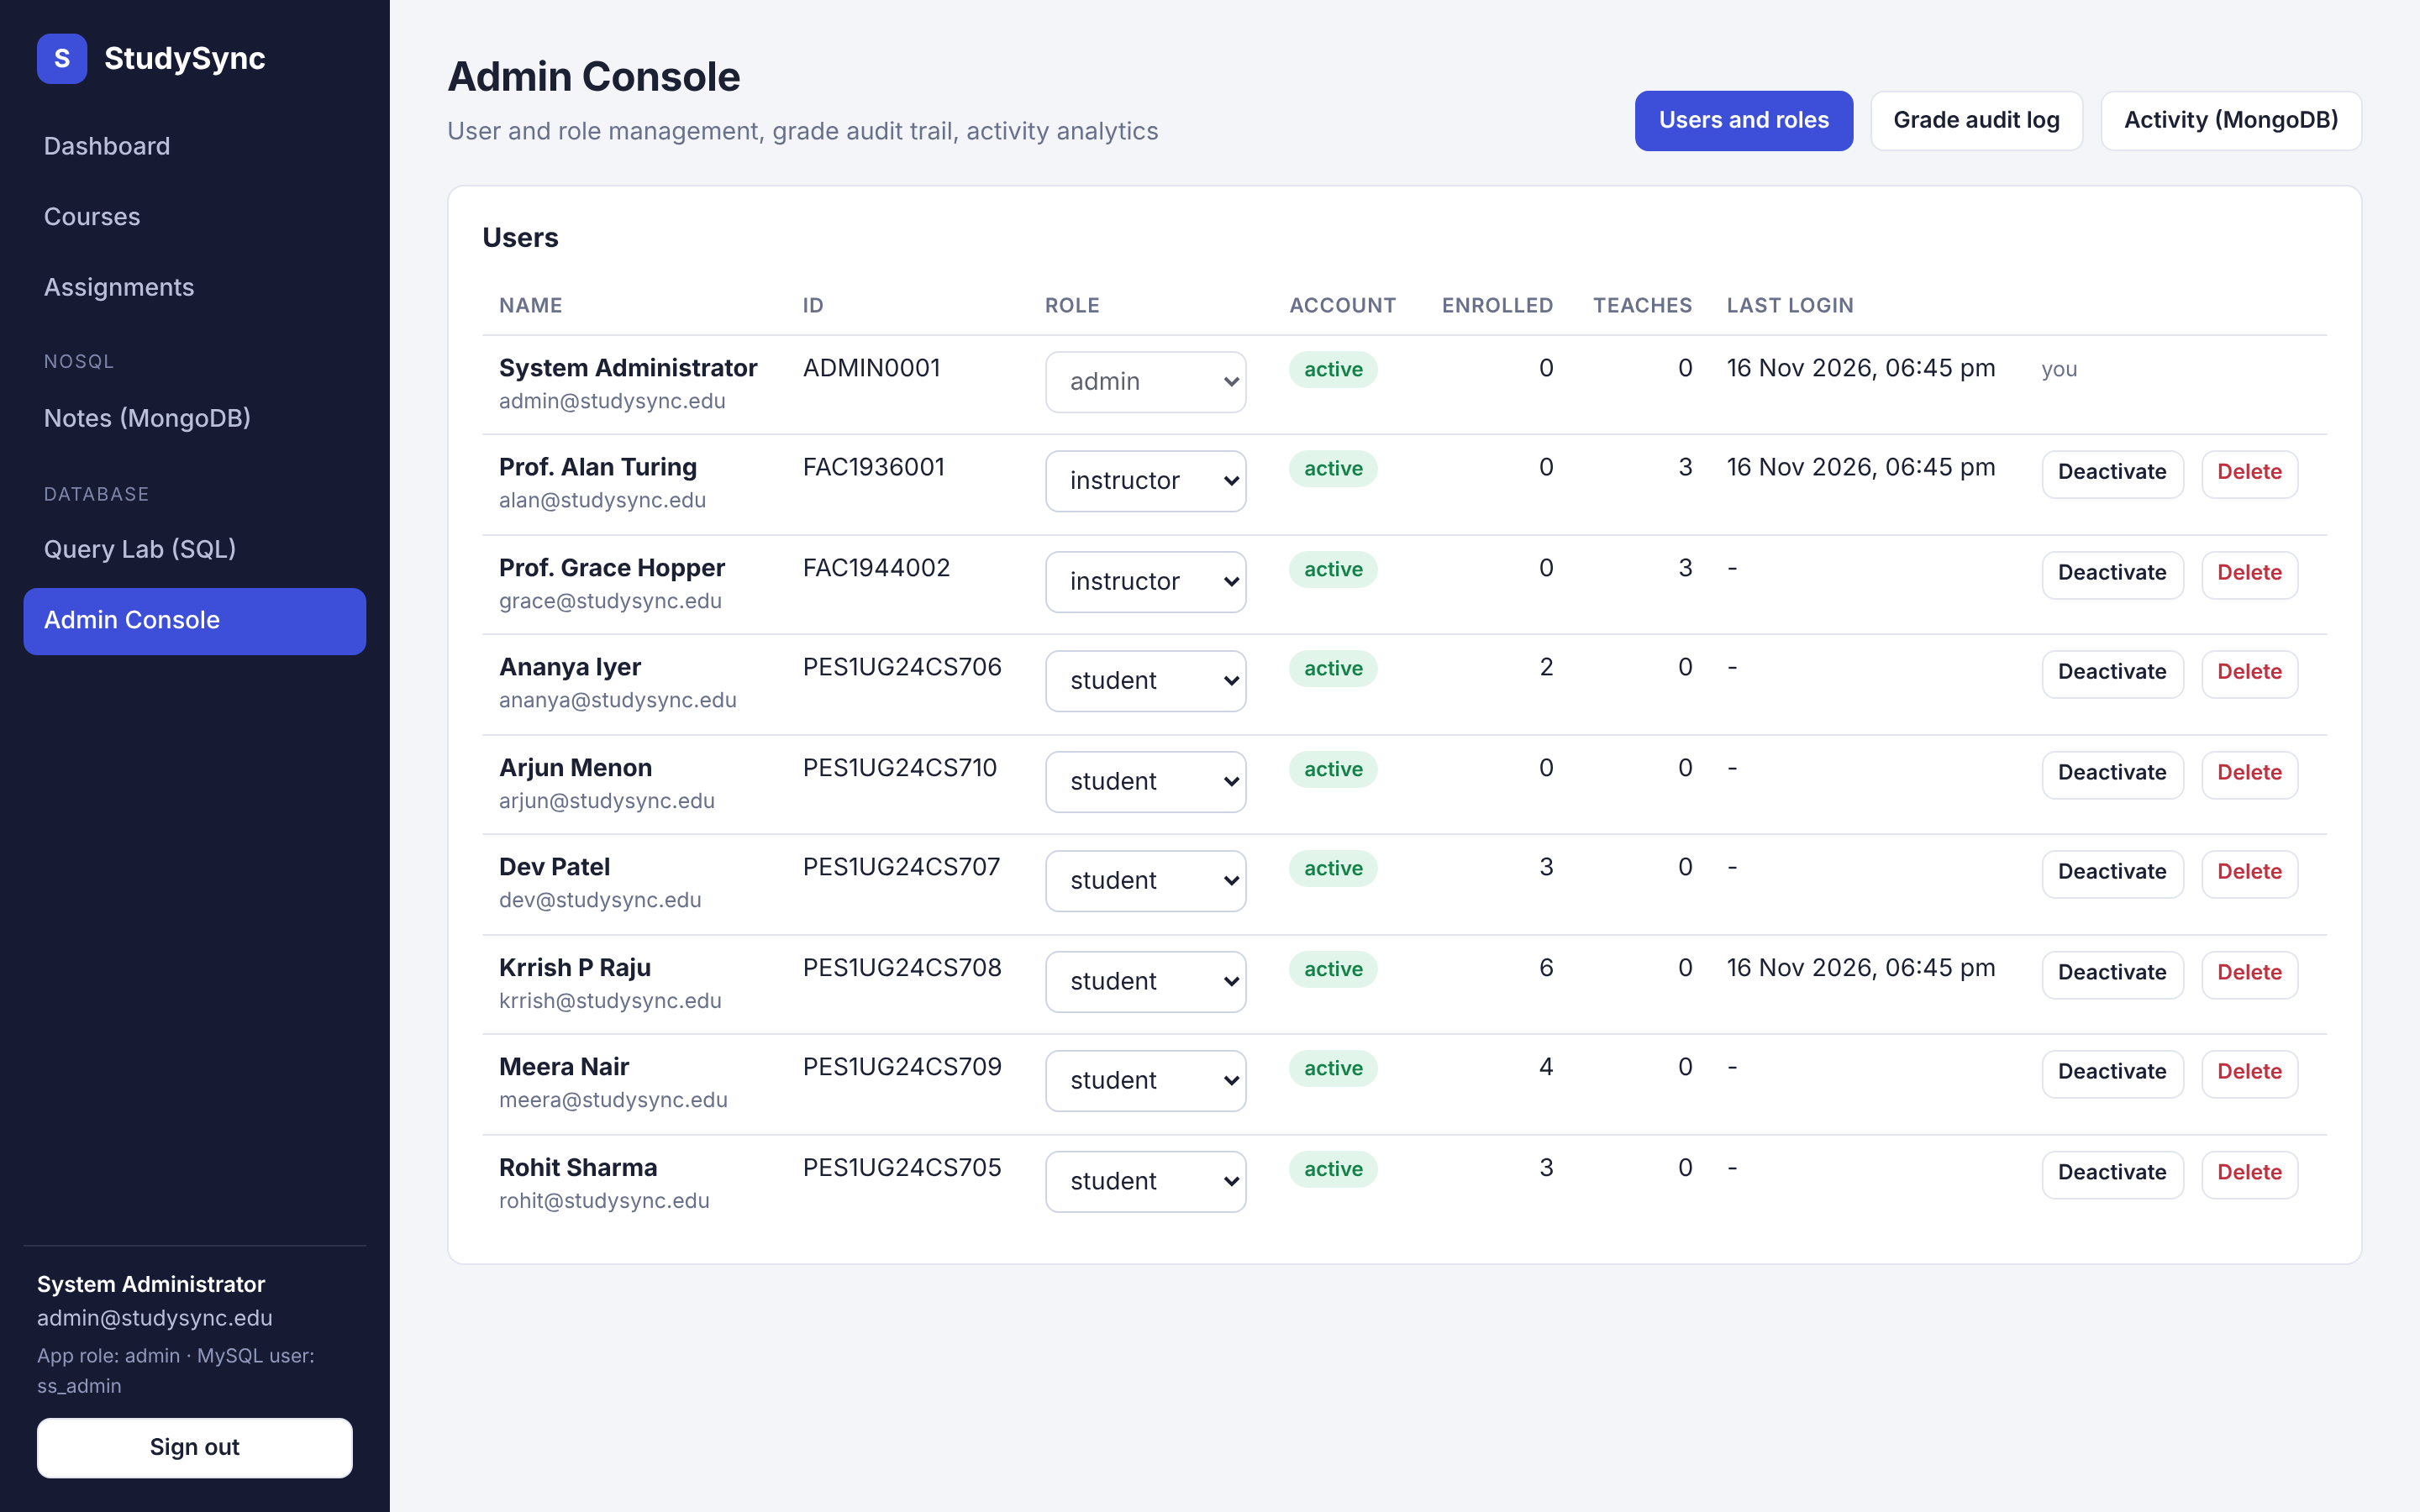 S StudySync
Dashboard
Courses
Assignments
NOSQL
Notes (MongoDB)
DATABASE
Query Lab (SQL)
Admin Console
System Administrator
admin@studysync.edu
App role: admin · MySQL user:
ss_admin
Sign out
Admin Console
User and role management, grade audit trail, activity analytics
Users and roles Grade audit log Activity (MongoDB)
Users
NAME ID ROLE ACCOUNT ENROLLED TEACHES LAST LOGIN
System Administrator ADMIN0001 admin active 0 0 16 Nov 2026, 06:45 pm you
admin@studysync.edu
Prof. Alan Turing FAC1936001 instructor active 0 3 16 Nov 2026, 06:45 pm Deactivate Delete
alan@studysync.edu
Prof. Grace Hopper FAC1944002 instructor active 0 3 - Deactivate Delete
grace@studysync.edu
Ananya Iyer PES1UG24CS706 student active 2 0 - Deactivate Delete
ananya@studysync.edu
Arjun Menon PES1UG24CS710 student active 0 0 - Deactivate Delete
arjun@studysync.edu
Dev Patel PES1UG24CS707 student active 3 0 - Deactivate Delete
dev@studysync.edu
Krrish P Raju PES1UG24CS708 student active 6 0 16 Nov 2026, 06:45 pm Deactivate Delete
krrish@studysync.edu
Meera Nair PES1UG24CS709 student active 4 0 - Deactivate Delete
meera@studysync.edu
Rohit Sharma PES1UG24CS705 student active 3 0 - Deactivate Delete
rohit@studysync.edu